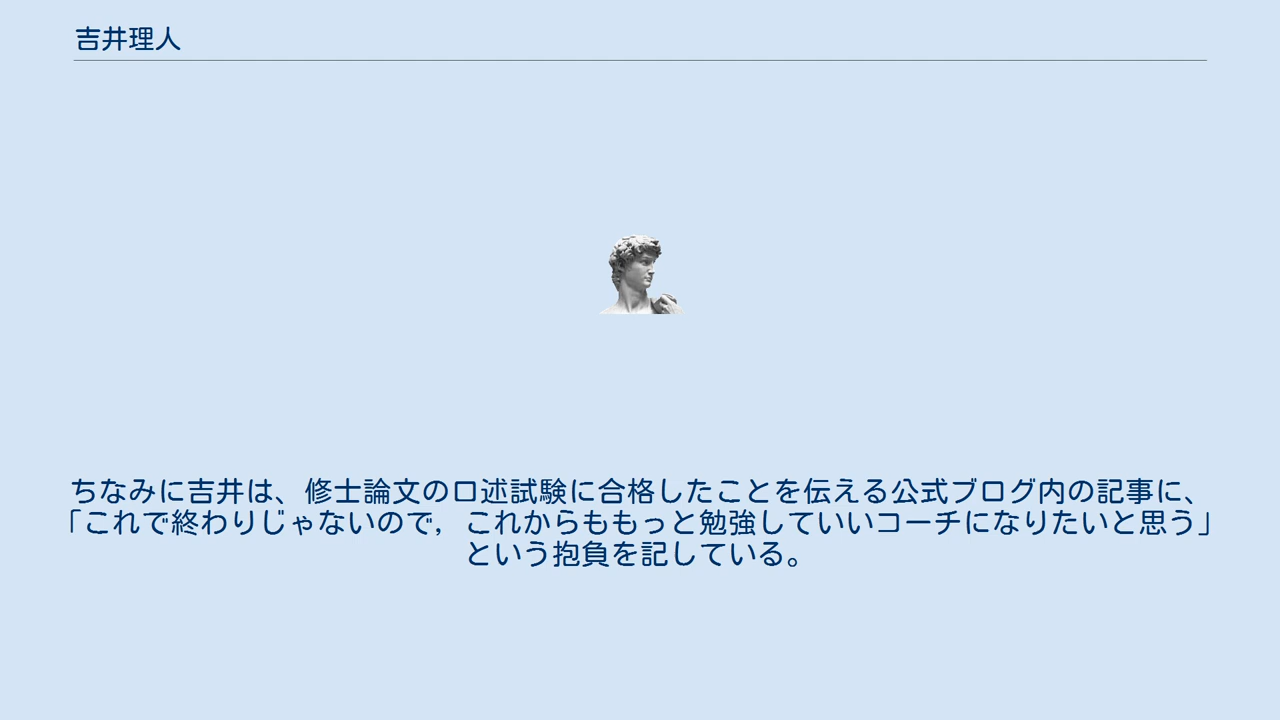 吉井理人
ちなみに吉井は、修士論文の口述試験に合格したことを伝える公式ブログ内の記事に、
「これで終わりじゃないので，これからももっと勉強していいコーチになりたいと思う」
という抱負を記している。